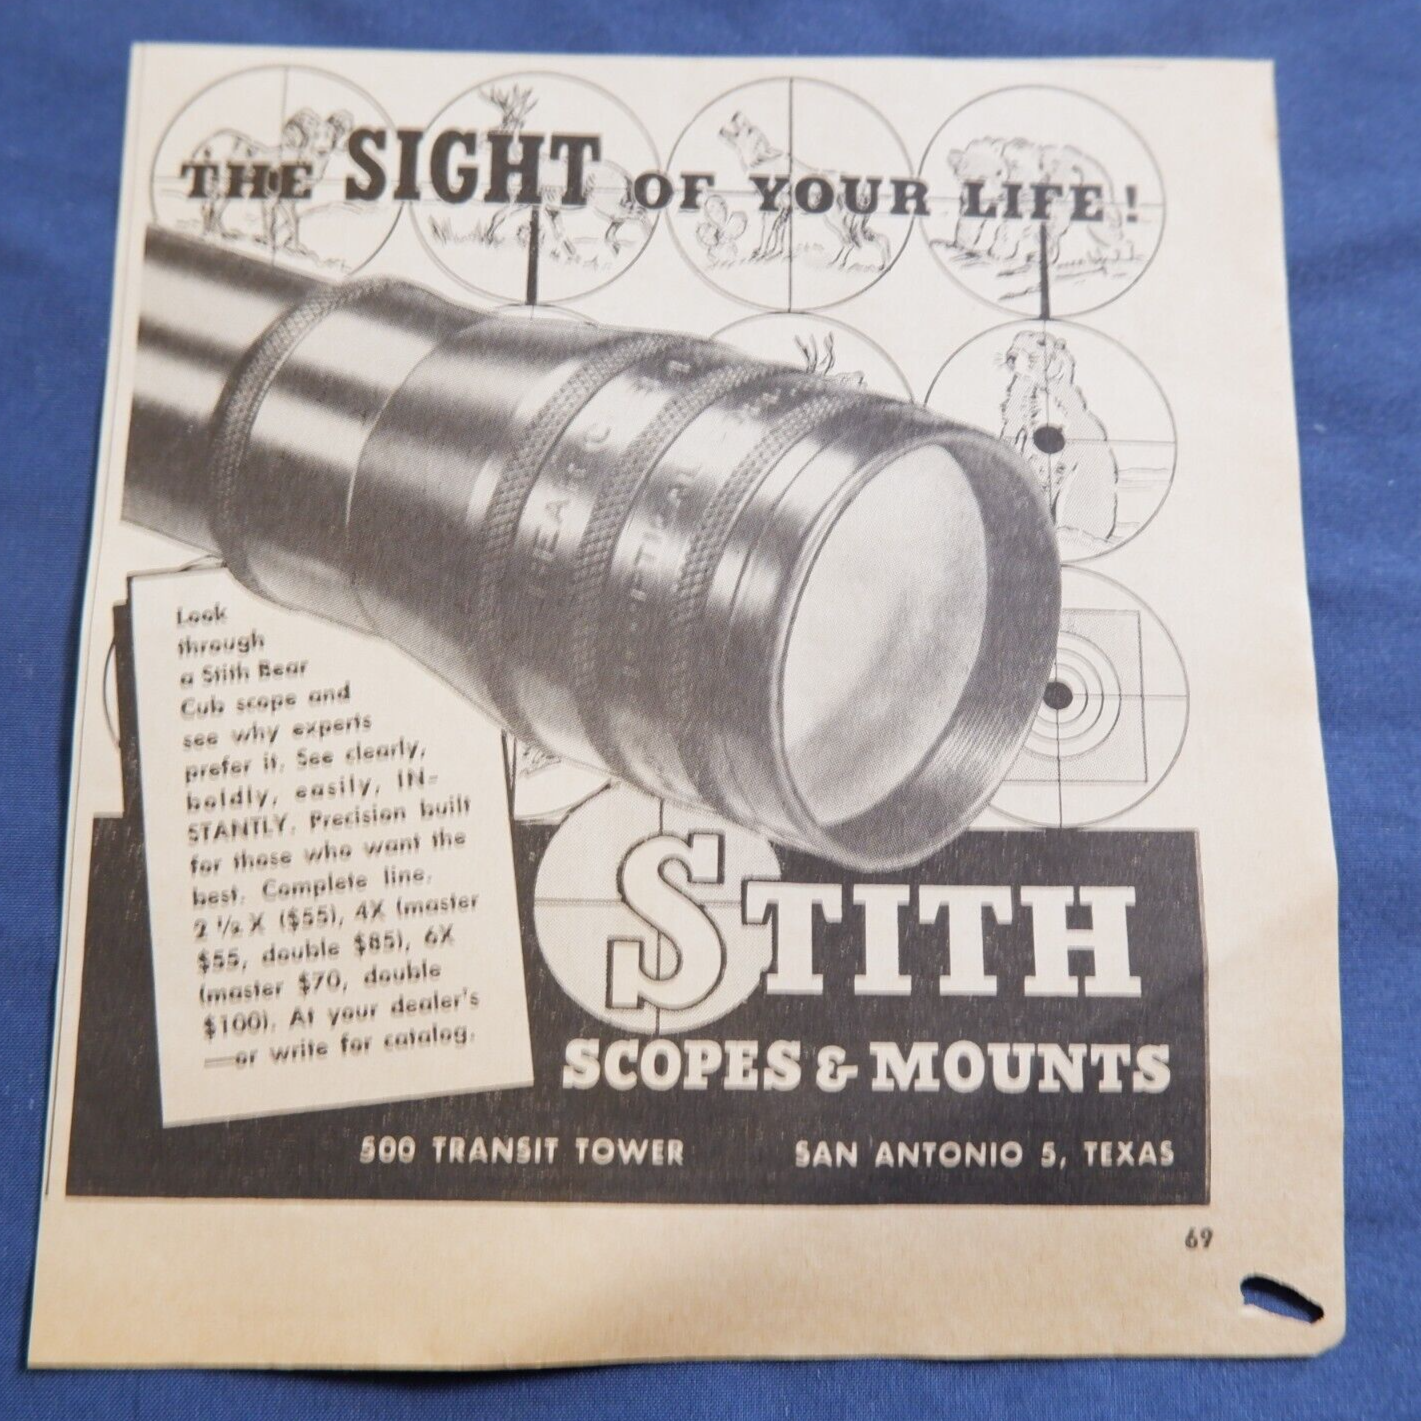 THE SIGHT OF YOUR LIFE!
Look
through
a Stith Bear
Cub scope and
see why experts
prefer it. See clearly,
boldly, easily, IN-
STANTLY. Precision built
for those who want the
best. Complete line.
2 1/2 X ($55), 4X (master
$55, double $85), 6X
(master $70, double
$100). At your dealer's
—or write for catalog.
STITH
SCOPES & MOUNTS
500 TRANSIT TOWER SAN ANTONIO 5, TEXAS
69